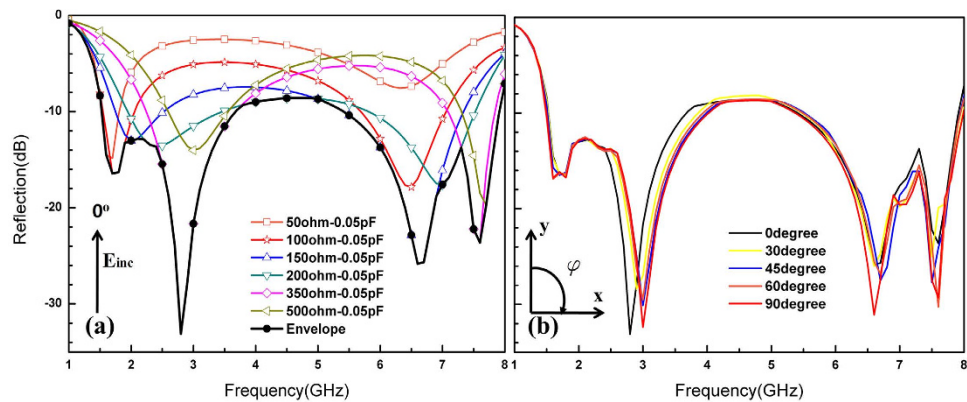 0
-10
-20
-30
Reflection(dB)
0°
E_inc
(a)
50ohm-0.05pF
100ohm-0.05pF
150ohm-0.05pF
200ohm-0.05pF
350ohm-0.05pF
500ohm-0.05pF
Envelope
1 2 3 4 5 6 7 8
Frequency(GHz)
y
φ
x
(b)
0degree
30degree
45degree
60degree
90degree
1 2 3 4 5 6 7 8
Frequency(GHz)